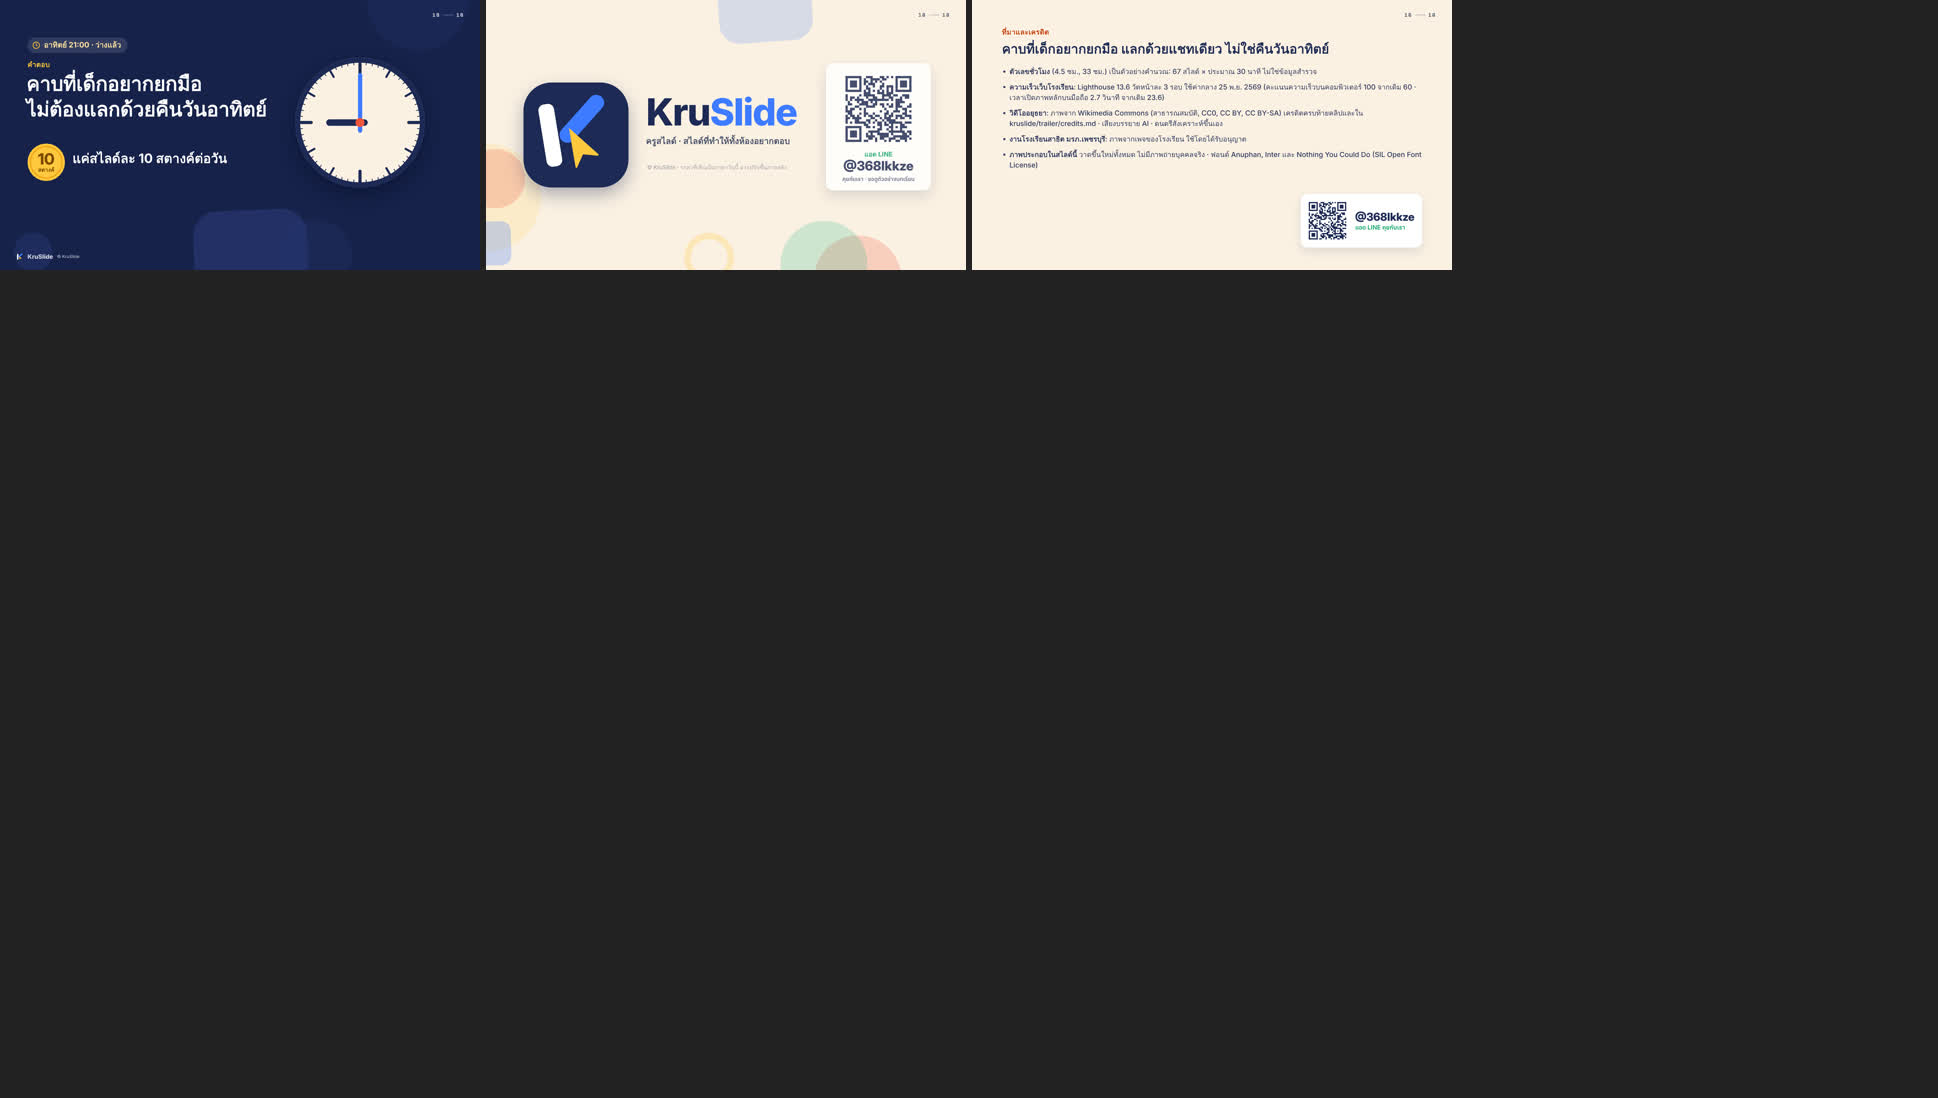 18 — 18
อาทิตย์ 21:00 · ว่างแล้ว
คำตอบ
คาบที่เด็กอยากยกมือ
ไม่ต้องแลกด้วยคืนวันอาทิตย์
10
สตางค์
แค่สไลด์ละ 10 สตางค์ต่อวัน
KruSlide © KruSlide
18 — 18
KruSlide
ครูสไลด์ · สไลด์ที่ทำให้ทั้งห้องอยากตอบ
แอด LINE
@368lkkze
คุยกับเรา · ขอดูตัวอย่างบทเรียน
18 — 18
ที่มาและเครดิต
คาบที่เด็กอยากยกมือ แลกด้วยแชทเดียว ไม่ใช่คืนวันอาทิตย์
• ตัวเลขชั่วโมง (4.5 ชม., 33 ชม.) เป็นตัวอย่างคำนวณ: 67 สไลด์ × ประมาณ 30 นาที ไม่ใช่ข้อมูลสำรวจ
• ความเร็วเว็บโรงเรียน: Lighthouse 13.6 วัดหน้าละ 3 รอบ ใช้ค่ากลาง 25 พ.ย. 2569 (คะแนนความเร็วบนคอมพิวเตอร์ 100 จากเดิม 60 ·
เวลาเปิดภาพหลักบนมือถือ 2.7 วินาที จากเดิม 23.6)
• วิดีโออยุธยา: ภาพจาก Wikimedia Commons (สาธารณสมบัติ, CC0, CC BY, CC BY-SA) เครดิตครบท้ายคลิปและใน
kruslide/trailer/credits.md · เสียงบรรยาย AI · ดนตรีสังเคราะห์ขึ้นเอง
• งานโรงเรียนสาธิต มรภ.เพชรบุรี: ภาพจากเพจของโรงเรียน ใช้โดยได้รับอนุญาต
• ภาพประกอบในสไลด์นี้ วาดขึ้นใหม่ทั้งหมด ไม่มีภาพถ่ายบุคคลจริง · ฟอนต์ Anuphan, Inter และ Nothing You Could Do (SIL Open Font
License)
@368lkkze
แอด LINE คุยกับเรา